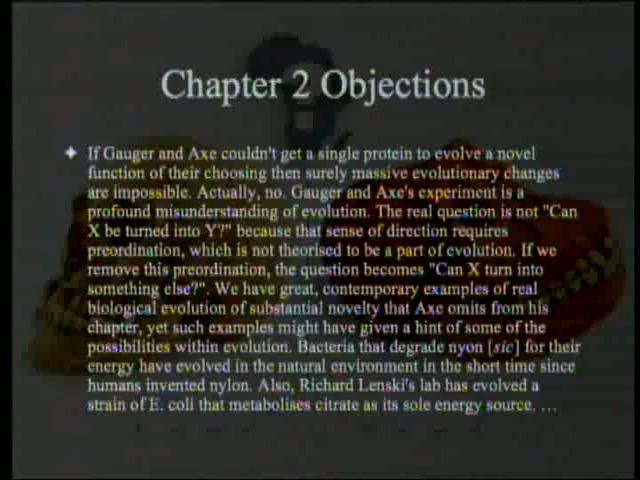 Chapter 2 Objections
✦ If Gauger and Axe couldn't get a single protein to evolve a novel
function of their choosing then surely massive evolutionary changes
are impossible. Actually, no. Gauger and Axe's experiment is a
profound misunderstanding of evolution. The real question is not "Can
X be turned into Y?" because that sense of direction requires
preordination, which is not theorised to be a part of evolution. If we
remove this preordination, the question becomes "Can X turn into
something else?". We have great, contemporary examples of real
biological evolution of substantial novelty that Axe omits from his
chapter, yet such examples might have given a hint of some of the
possibilities within evolution. Bacteria that degrade nyon [sic] for their
energy have evolved in the natural environment in the short time since
humans invented nylon. Also, Richard Lenski's lab has evolved a
strain of E. coli that metabolises citrate as its sole energy source. …